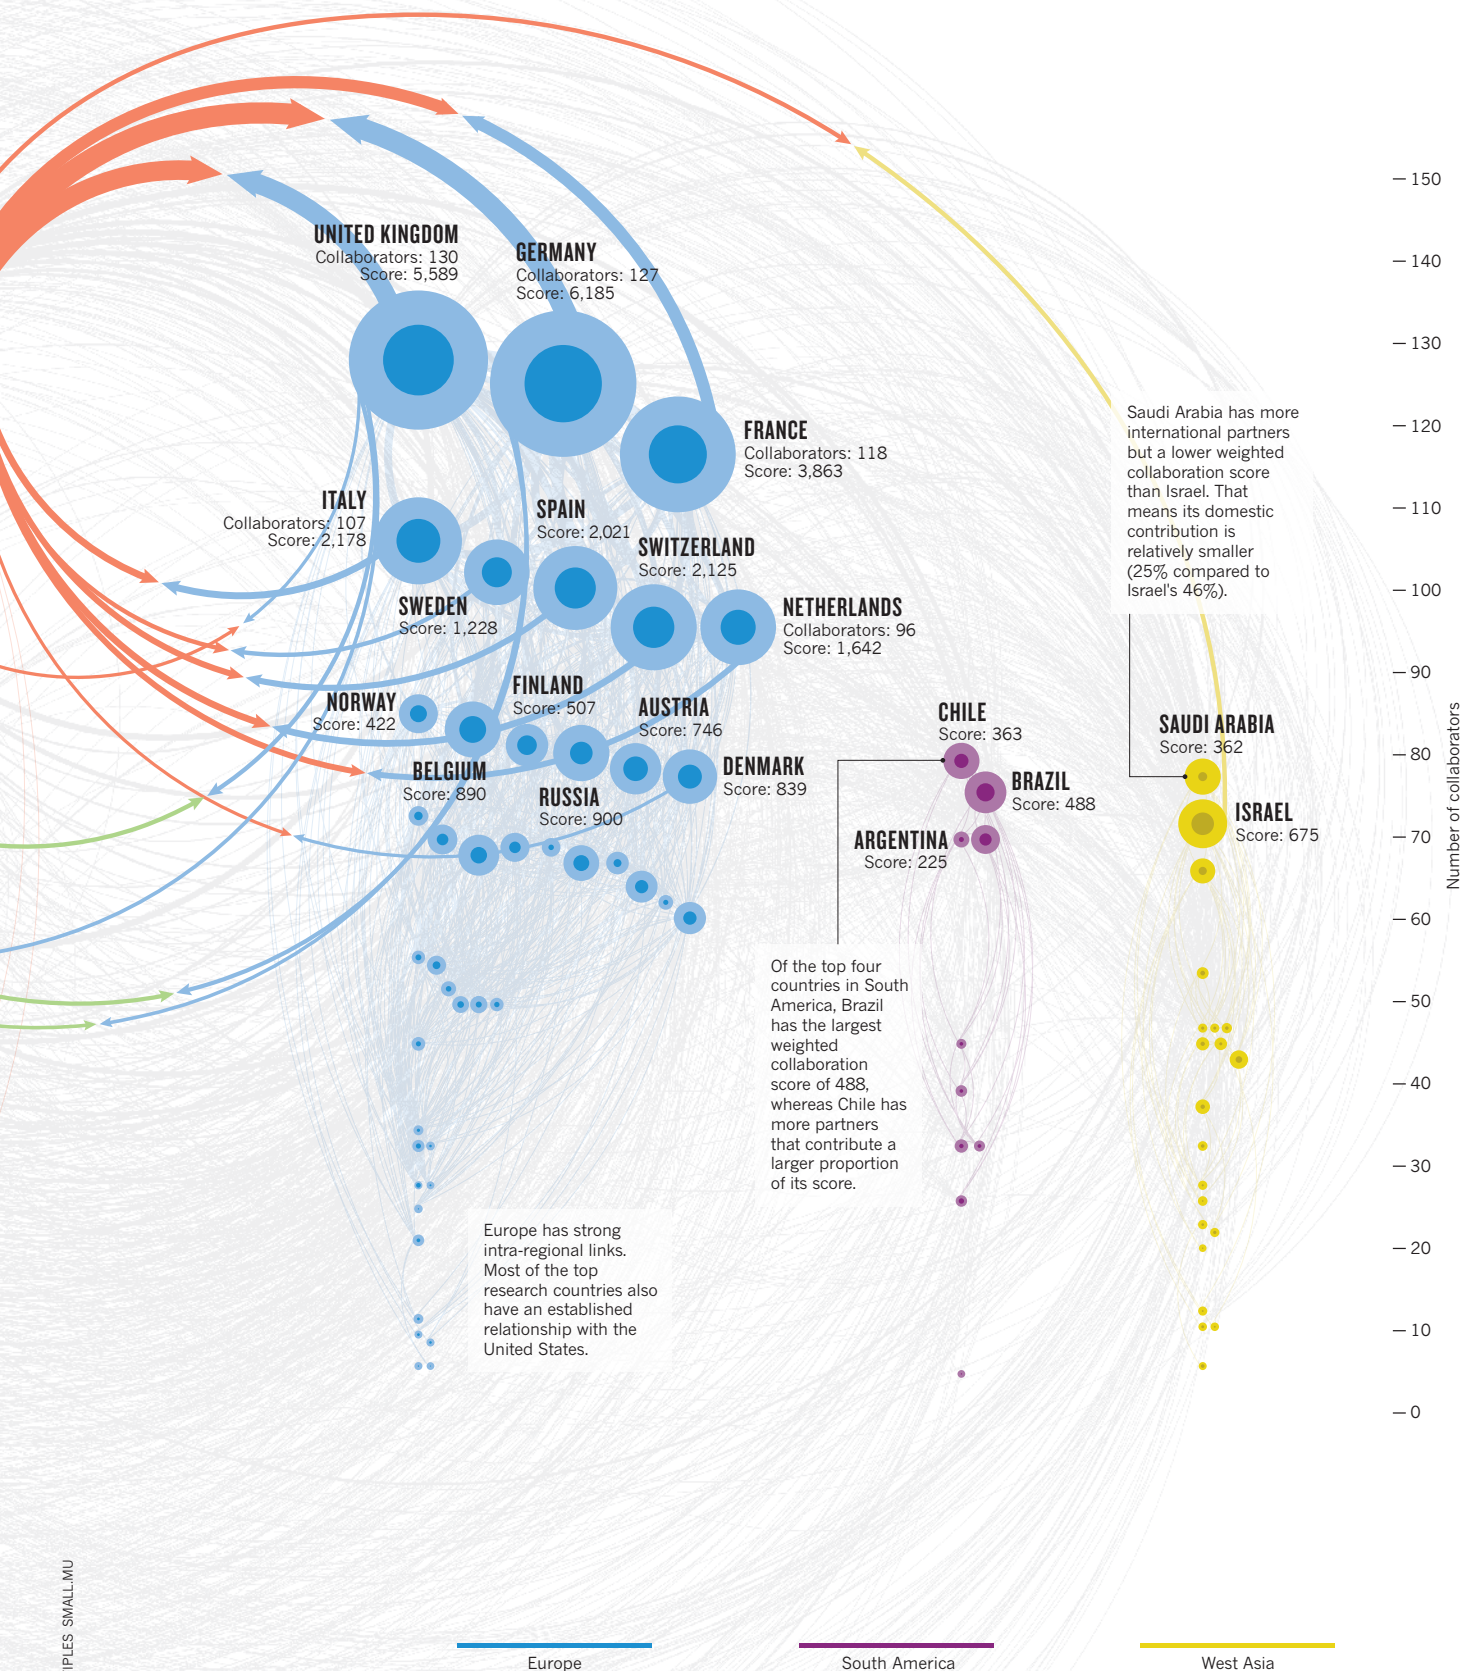 150
140
130
120
110
100
90
80
70
60
50
40
30
20
10
0
Number of collaborators
UNITED KINGDOM
Collaborators: 130
Score: 5,589
GERMANY
Collaborators: 127
Score: 6,185
FRANCE
Collaborators: 118
Score: 3,863
ITALY
Collaborators: 107
Score: 2,178
SPAIN
Score: 2,021
SWITZERLAND
Score: 2,125
SWEDEN
Score: 1,228
NETHERLANDS
Collaborators: 96
Score: 1,642
NORWAY
Score: 422
FINLAND
Score: 507
AUSTRIA
Score: 746
BELGIUM
Score: 890
RUSSIA
Score: 900
DENMARK
Score: 839
CHILE
Score: 363
BRAZIL
Score: 488
ARGENTINA
Score: 225
SAUDI ARABIA
Score: 362
ISRAEL
Score: 675
Saudi Arabia has more
international partners
but a lower weighted
collaboration score
than Israel. That
means its domestic
contribution is
relatively smaller
(25% compared to
Israel's 46%).
Of the top four
countries in South
America, Brazil
has the largest
weighted
collaboration
score of 488,
whereas Chile has
more partners
that contribute a
larger proportion
of its score.
Europe has strong
intra-regional links.
Most of the top
research countries also
have an established
relationship with the
United States.
IPLES SMALL.MU
Europe
South America
West Asia